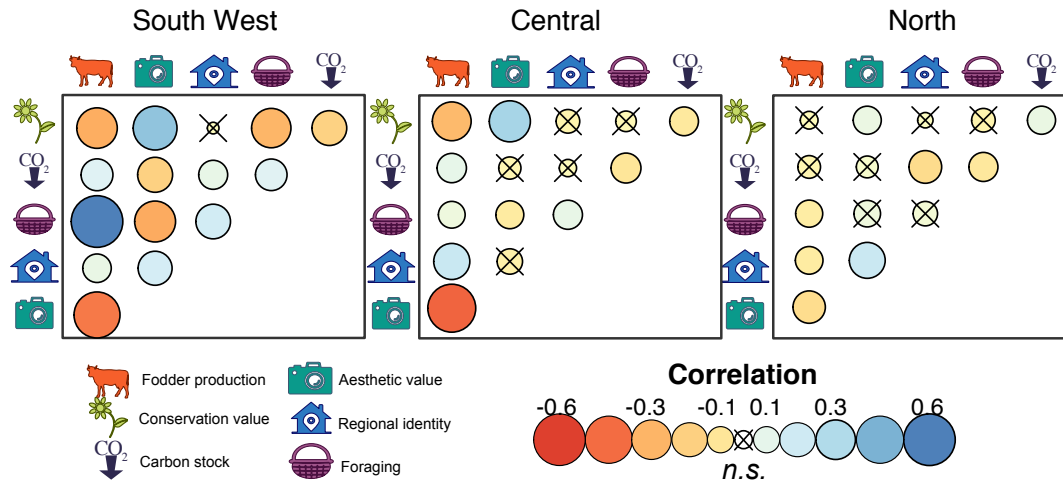 South West
Central
North
CO2
CO2
CO2
CO2
CO2
CO2
Fodder production
Aesthetic value
Conservation value
Regional identity
CO2
Carbon stock
Foraging
Correlation
-0.6 -0.3 -0.1 0.1 0.3 0.6
n.s.